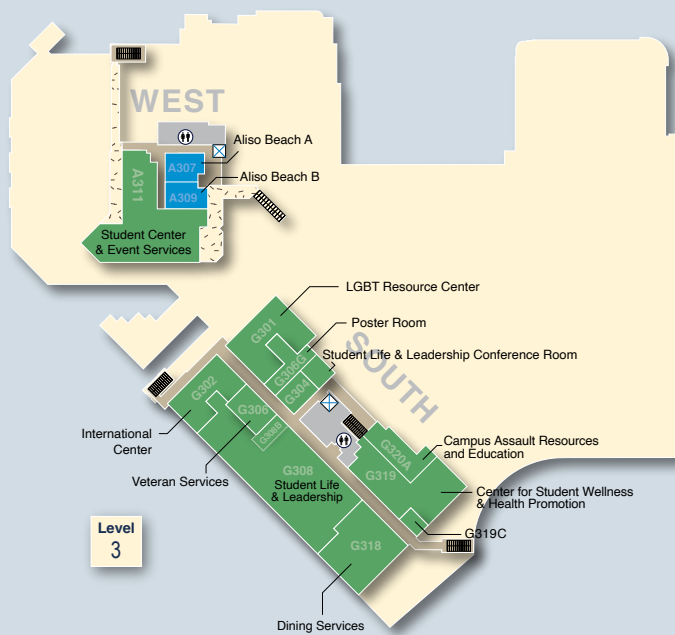 WEST
Aliso Beach A
A307
Aliso Beach B
A309
A311
Student Center
& Event Services
LGBT Resource Center
G301
Poster Room
SOUTH
Student Life & Leadership Conference Room
G306G
G304
G302
G306
G308B
International
Center
Veteran Services
G308
Student Life
& Leadership
G320A
Campus Assault Resources
and Education
G319
Center for Student Wellness
& Health Promotion
G319C
Level
3
G318
Dining Services